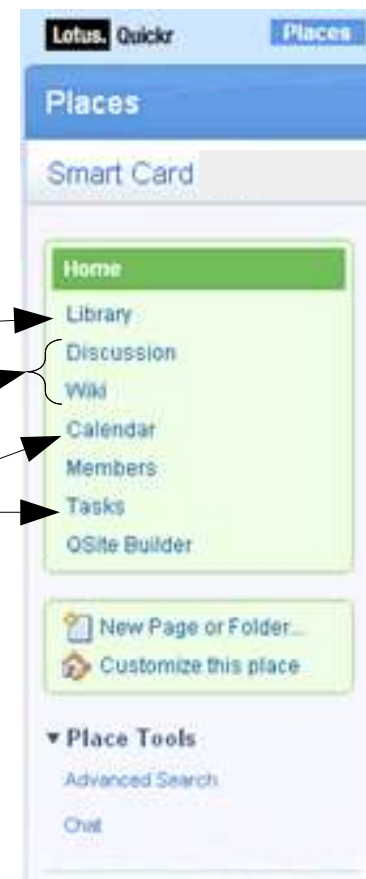 Lotus. Quickr Places
Places
Smart Card
Home
Library
Discussion
Wiki
Calendar
Members
Tasks
QSite Builder
New Page or Folder...
Customize this place
▾ Place Tools
Advanced Search
Chat